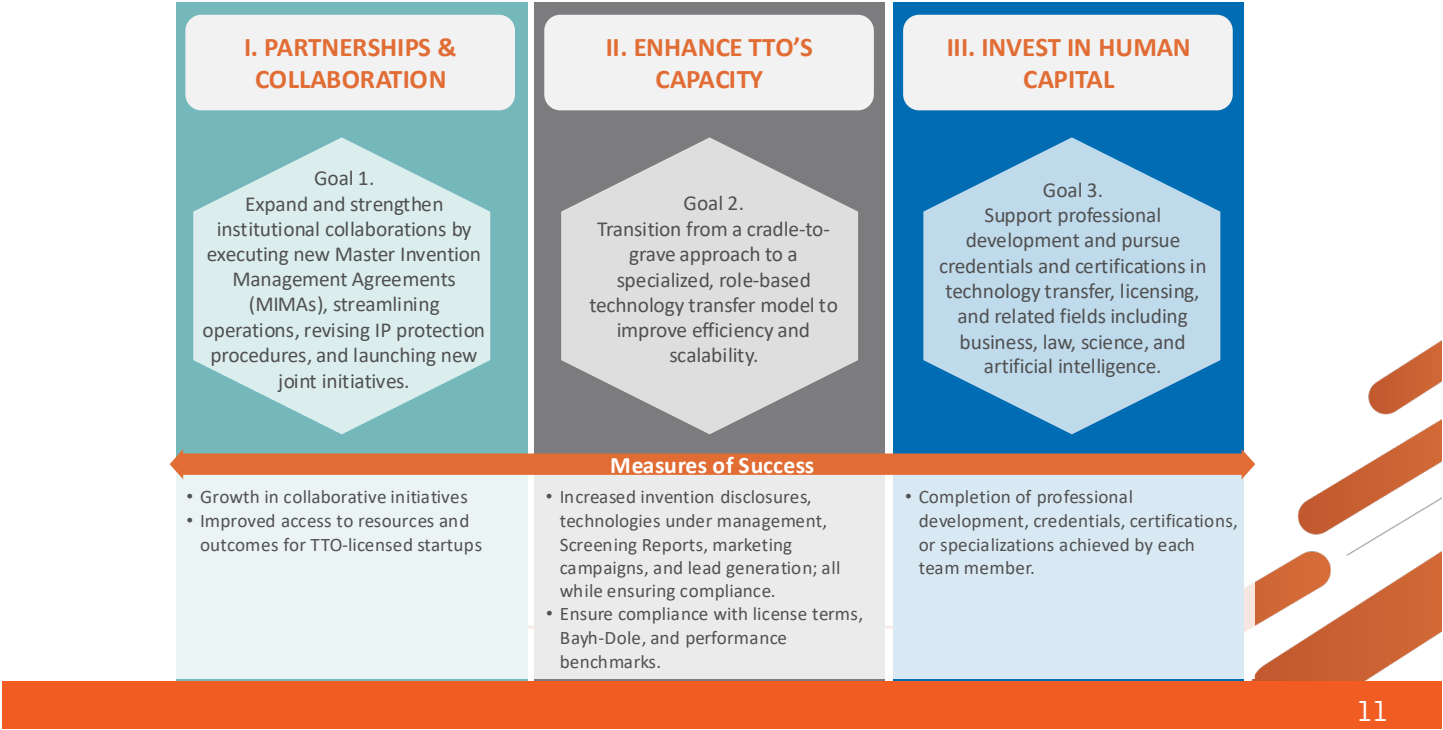 I. PARTNERSHIPS &
COLLABORATION
Goal 1.
Expand and strengthen
institutional collaborations by
executing new Master Invention
Management Agreements
(MIMAs), streamlining
operations, revising IP protection
procedures, and launching new
joint initiatives.
II. ENHANCE TTO'S
CAPACITY
Goal 2.
Transition from a cradle-to-
grave approach to a
specialized, role-based
technology transfer model to
improve efficiency and
scalability.
III. INVEST IN HUMAN
CAPITAL
Goal 3.
Support professional
development and pursue
credentials and certifications in
technology transfer, licensing,
and related fields including
business, law, science, and
artificial intelligence.
Measures of Success
• Growth in collaborative initiatives
• Improved access to resources and
outcomes for TTO-licensed startups
• Increased invention disclosures,
technologies under management,
Screening Reports, marketing
campaigns, and lead generation; all
while ensuring compliance.
• Ensure compliance with license terms,
Bayh-Dole, and performance
benchmarks.
• Completion of professional
development, credentials, certifications,
or specializations achieved by each
team member.
11